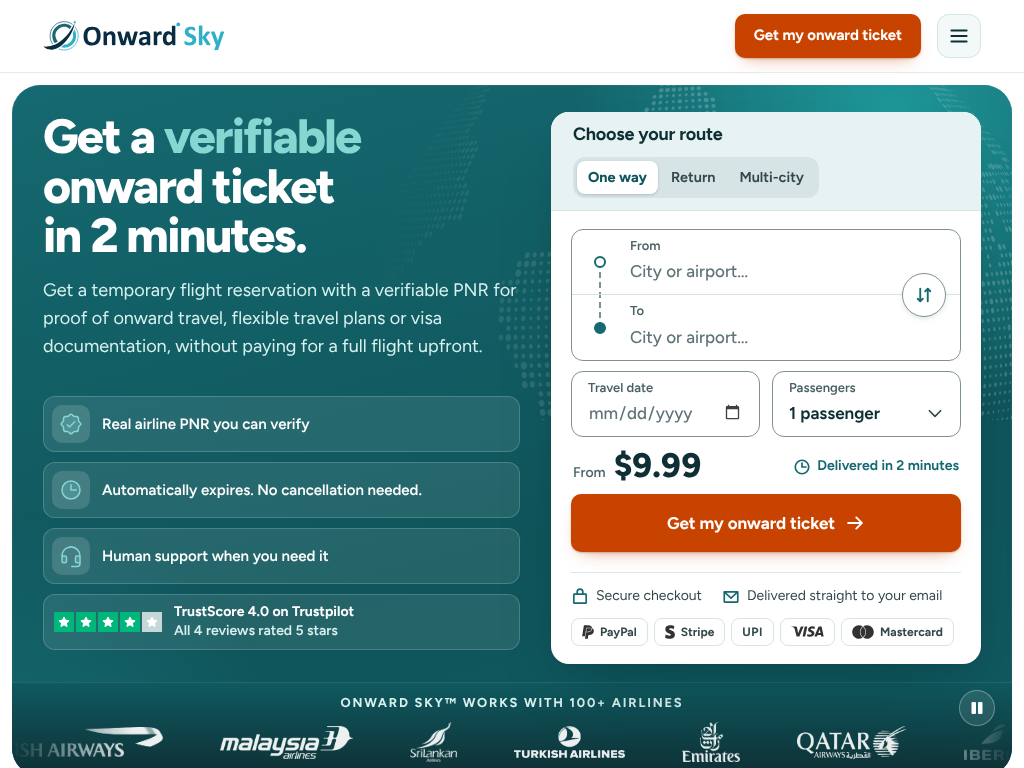 Onward Sky
Get my onward ticket
Get a verifiable
onward ticket
in 2 minutes.
Get a temporary flight reservation with a verifiable PNR for
proof of onward travel, flexible travel plans or visa
documentation, without paying for a full flight upfront.
Real airline PNR you can verify
Automatically expires. No cancellation needed.
Human support when you need it
TrustScore 4.0 on Trustpilot
All 4 reviews rated 5 stars
Choose your route
One way Return Multi-city
From
City or airport...
To
City or airport...
Travel date Passengers
mm/dd/yyyy 1 passenger
From $9.99 Delivered in 2 minutes
Get my onward ticket
Secure checkout Delivered straight to your email
PayPal Stripe UPI VISA Mastercard
ONWARD SKY™ WORKS WITH 100+ AIRLINES
SH AIRWAYS malaysia airlines SriLankan Airlines TURKISH AIRLINES Emirates QATAR AIRWAYS القطرية IBER